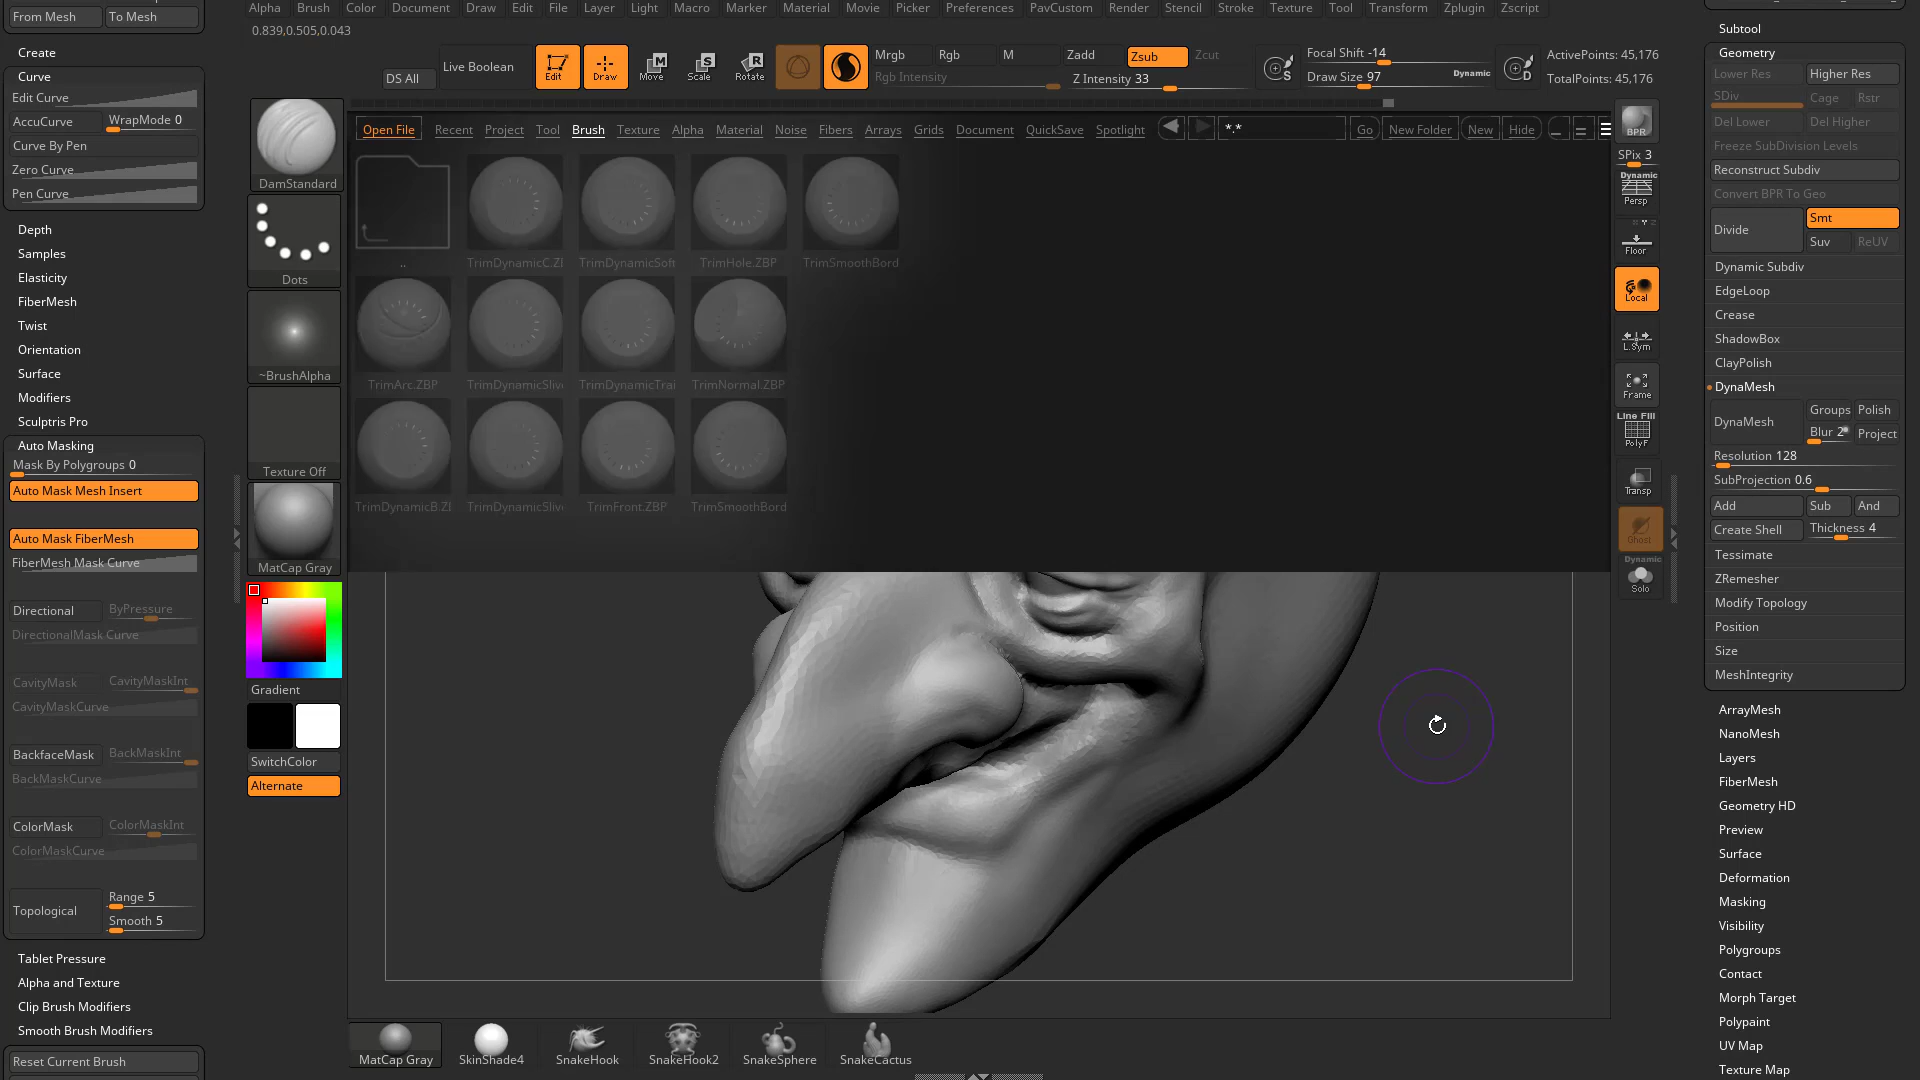 From Mesh To Mesh
Create
Curve
Edit Curve
AccuCurve WrapMode 0
Curve By Pen
Zero Curve
Pen Curve
Depth
Samples
Elasticity
FiberMesh
Twist
Orientation
Surface
Modifiers
Sculptris Pro
Auto Masking
Mask By Polygroups 0
Auto Mask Mesh Insert
Auto Mask FiberMesh
FiberMesh Mask Curve
Directional ByPressure
DirectionalMask Curve
CavityMask CavityMaskInt
CavityMaskCurve
BackfaceMask BackMaskInt
BackMaskCurve
ColorMask ColorMaskInt
ColorMaskCurve
Topological Range 5
Smooth 5
Tablet Pressure
Alpha and Texture
Clip Brush Modifiers
Smooth Brush Modifiers
Reset Current Brush
Alpha Brush Color Document Draw Edit File Layer Light Macro Marker Material Movie Picker Preferences PavCustom Render Stencil Stroke Texture Tool Transform Zplugin Zscript
0.839,0.505,0.043
DS All
Live Boolean
Edit Draw Move Scale Rotate
Mrgb Rgb M Zadd Zsub Zcut
Rgb Intensity Z Intensity 33
S
Focal Shift -14
Draw Size 97 Dynamic
D
ActivePoints: 45,176
TotalPoints: 45,176
DamStandard
Dots
~BrushAlpha
Texture Off
MatCap Gray
Gradient
SwitchColor
Alternate
Open File Recent Project Tool Brush Texture Alpha Material Noise Fibers Arrays Grids Document QuickSave Spotlight *.* Go New Folder New Hide
.. TrimDynamicC.ZI TrimDynamicSoft TrimHole.ZBP TrimSmoothBord
TrimArc.ZBP TrimDynamicSliv TrimDynamicTrai TrimNormal.ZBP
TrimDynamicB.ZI TrimDynamicSliv TrimFront.ZBP TrimSmoothBord
MatCap Gray SkinShade4 SnakeHook SnakeHook2 SnakeSphere SnakeCactus
BPR
SPix 3
Dynamic
Persp
Floor
Local
L.Sym
Frame
Line Fill
PolyF
Transp
Ghost
Dynamic
Solo
Subtool
Geometry
Lower Res Higher Res
SDiv Cage Rstr
Del Lower Del Higher
Freeze SubDivision Levels
Reconstruct Subdiv
Convert BPR To Geo
Divide Smt
Suv ReUV
Dynamic Subdiv
EdgeLoop
Crease
ShadowBox
ClayPolish
DynaMesh
DynaMesh Groups Polish
Blur 2 Project
Resolution 128
SubProjection 0.6
Add Sub And
Create Shell Thickness 4
Tessimate
ZRemesher
Modify Topology
Position
Size
MeshIntegrity
ArrayMesh
NanoMesh
Layers
FiberMesh
Geometry HD
Preview
Surface
Deformation
Masking
Visibility
Polygroups
Contact
Morph Target
Polypaint
UV Map
Texture Map